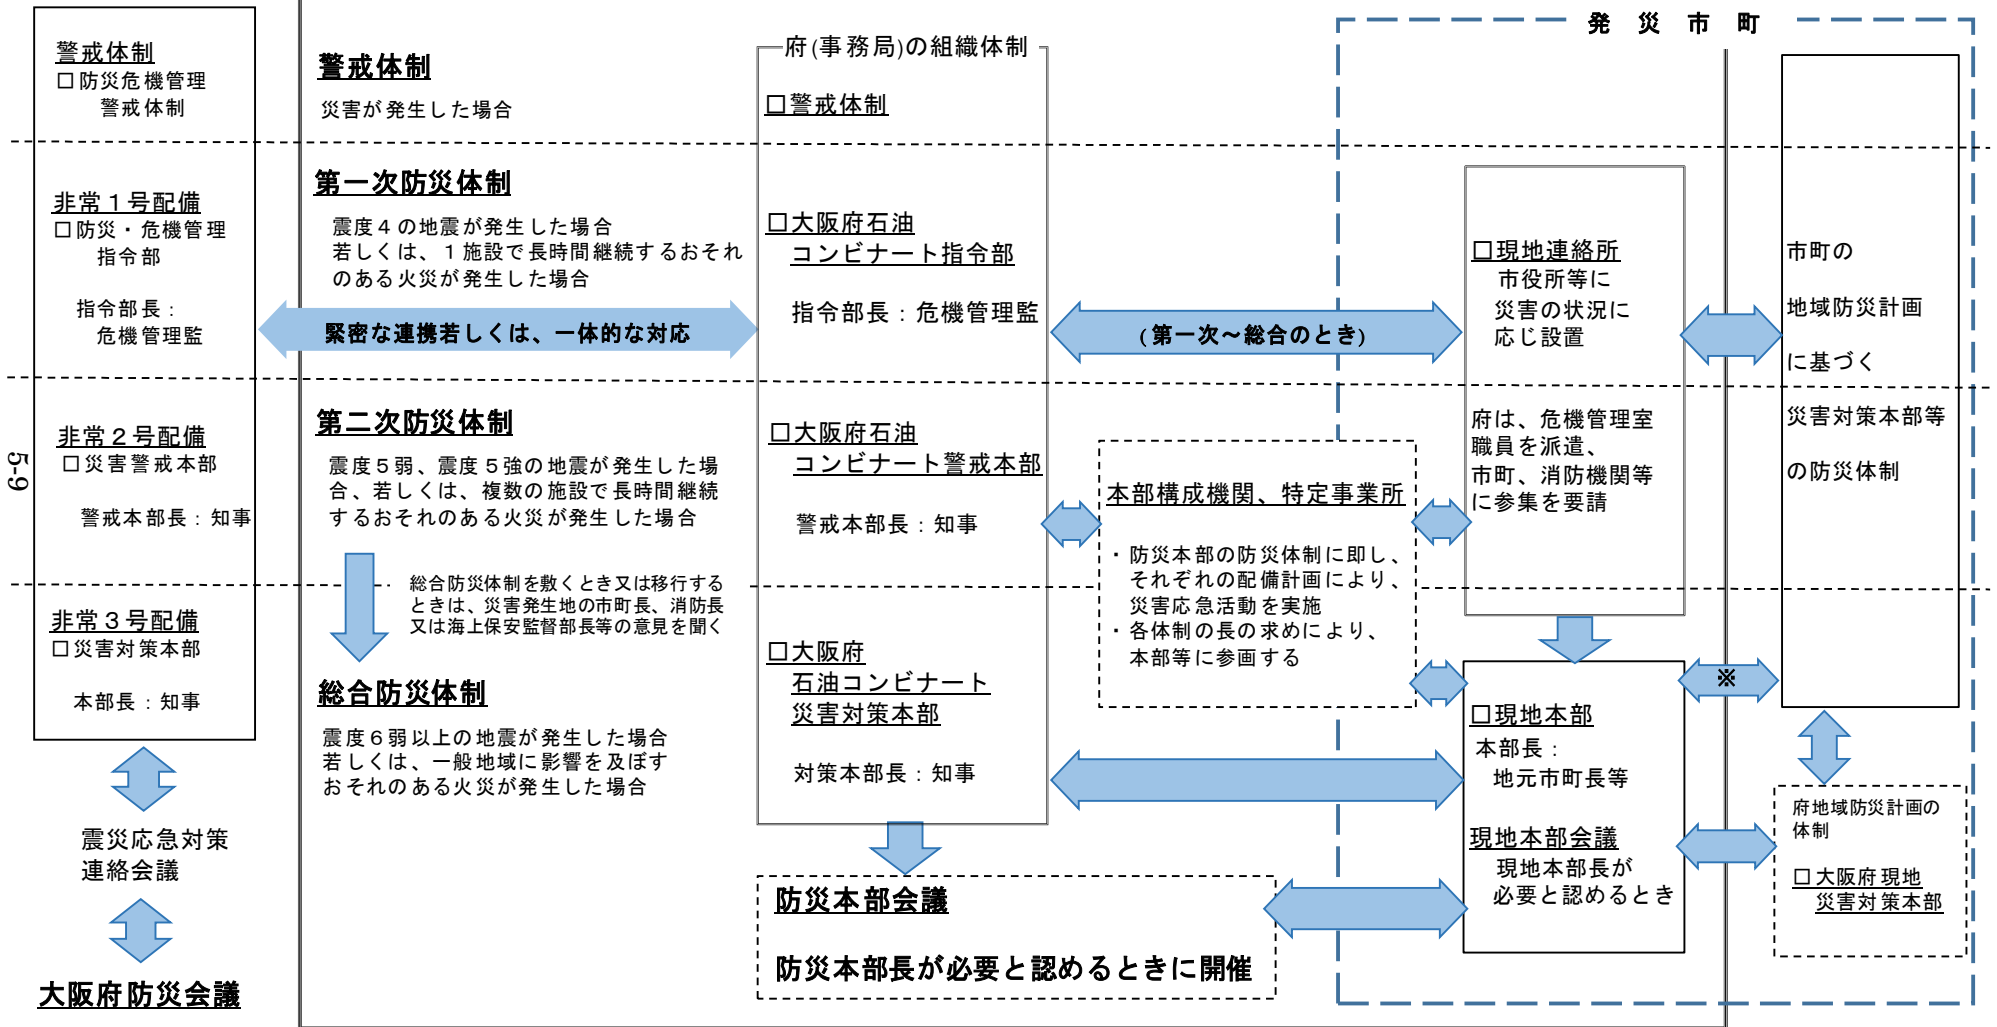 発 災 市 町
警戒体制
□防災危機管理
警戒体制
非常１号配備
□防災・危機管理
指令部
指令部長：
危機管理監
非常２号配備
□災害警戒本部
警戒本部長：知事
非常３号配備
□災害対策本部
本部長：知事
震災応急対策
連絡会議
大阪府防災会議
5-9
警戒体制
災害が発生した場合
第一次防災体制
震度４の地震が発生した場合
若しくは、１施設で長時間継続するおそれ
のある火災が発生した場合
緊密な連携若しくは、一体的な対応
第二次防災体制
震度５弱、震度５強の地震が発生した場
合、若しくは、複数の施設で長時間継続
するおそれのある火災が発生した場合
総合防災体制を敷くとき又は移行する
ときは、災害発生地の市町長、消防長
又は海上保安監督部長等の意見を聞く
総合防災体制
震度６弱以上の地震が発生した場合
若しくは、一般地域に影響を及ぼす
おそれのある火災が発生した場合
府(事務局)の組織体制
□警戒体制
□大阪府石油
コンビナート指令部
指令部長：危機管理監
□大阪府石油
コンビナート警戒本部
警戒本部長：知事
□大阪府
石油コンビナート
災害対策本部
対策本部長：知事
防災本部会議
防災本部長が必要と認めるときに開催
(第一次～総合のとき)
本部構成機関、特定事業所
・防災本部の防災体制に即し、
それぞれの配備計画により、
災害応急活動を実施
・各体制の長の求めにより、
本部等に参画する
□現地連絡所
市役所等に
災害の状況に
応じ設置
府は、危機管理室
職員を派遣、
市町、消防機関等
に参集を要請
□現地本部
本部長：
地元市町長等
現地本部会議
現地本部長が
必要と認めるとき
※
市町の
地域防災計画
に基づく
災害対策本部等
の防災体制
府地域防災計画の
体制
□大阪府現地
災害対策本部